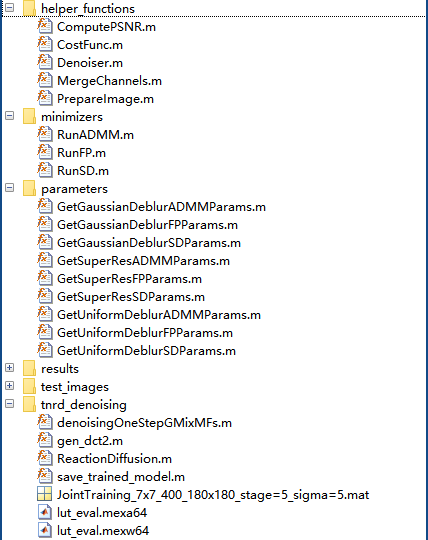 helper_functions
ComputePSNR.m
CostFunc.m
Denoiser.m
MergeChannels.m
PrepareImage.m
minimizers
RunADMM.m
RunFP.m
RunSD.m
parameters
GetGaussianDeblurADMMParams.m
GetGaussianDeblurFPParams.m
GetGaussianDeblurSDParams.m
GetSuperResADMMParams.m
GetSuperResFPParams.m
GetSuperResSDParams.m
GetUniformDeblurADMMParams.m
GetUniformDeblurFPParams.m
GetUniformDeblurSDParams.m
results
test_images
tnrd_denoising
denoisingOneStepGMixMFs.m
gen_dct2.m
ReactionDiffusion.m
save_trained_model.m
JointTraining_7x7_400_180x180_stage=5_sigma=5.mat
lut_eval.mexa64
lut_eval.mexw64